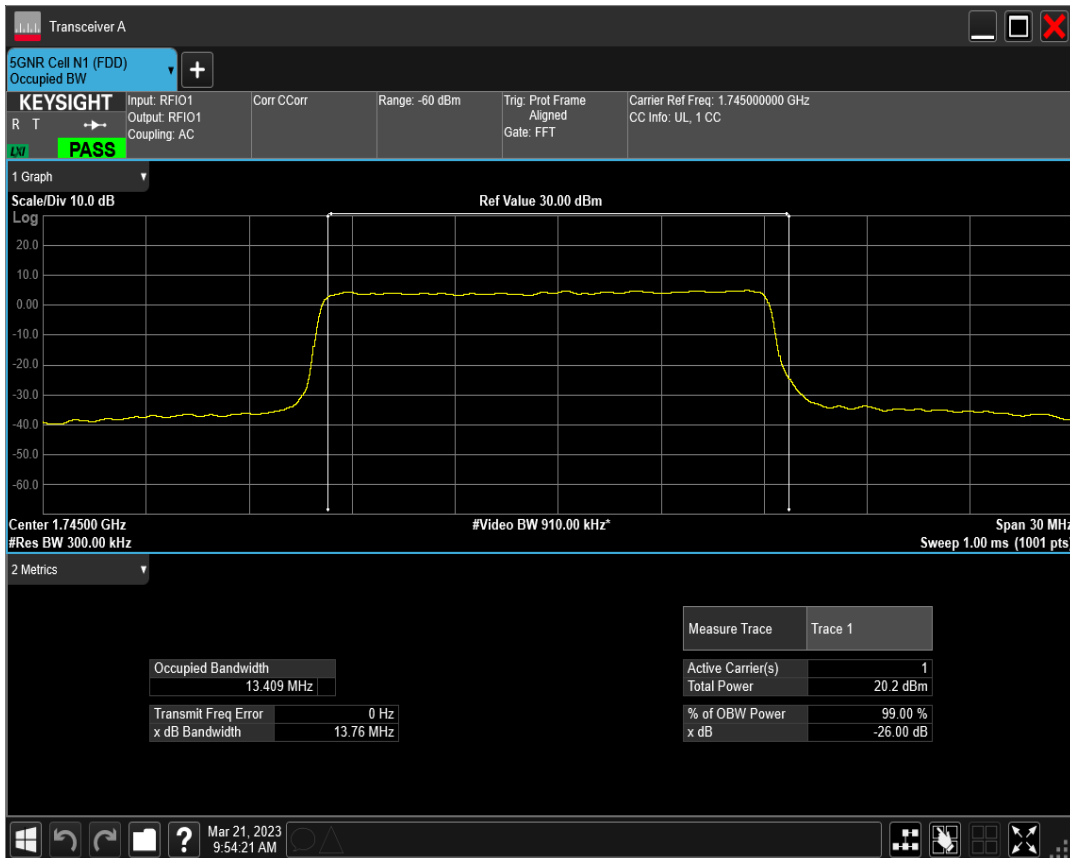 Transceiver A
5GNR Cell N1 (FDD)
Occupied BW
+
KEYSIGHT
R T
LXI
PASS
Input: RFIO1
Output: RFIO1
Coupling: AC
Corr CCorr
Range: -60 dBm
Trig: Prot Frame
Aligned
Gate: FFT
Carrier Ref Freq: 1.745000000 GHz
CC Info: UL, 1 CC
1 Graph
Scale/Div 10.0 dB
Ref Value 30.00 dBm
Log
20.0
10.0
0.00
-10.0
-20.0
-30.0
-40.0
-50.0
-60.0
Center 1.74500 GHz
#Video BW 910.00 kHz*
Span 30 MHz
#Res BW 300.00 kHz
Sweep 1.00 ms (1001 pts)
2 Metrics
Measure Trace Trace 1
Occupied Bandwidth
13.409 MHz
Active Carrier(s) 1
Total Power 20.2 dBm
Transmit Freq Error 0 Hz
x dB Bandwidth 13.76 MHz
% of OBW Power 99.00 %
x dB -26.00 dB
?
Mar 21, 2023
9:54:21 AM